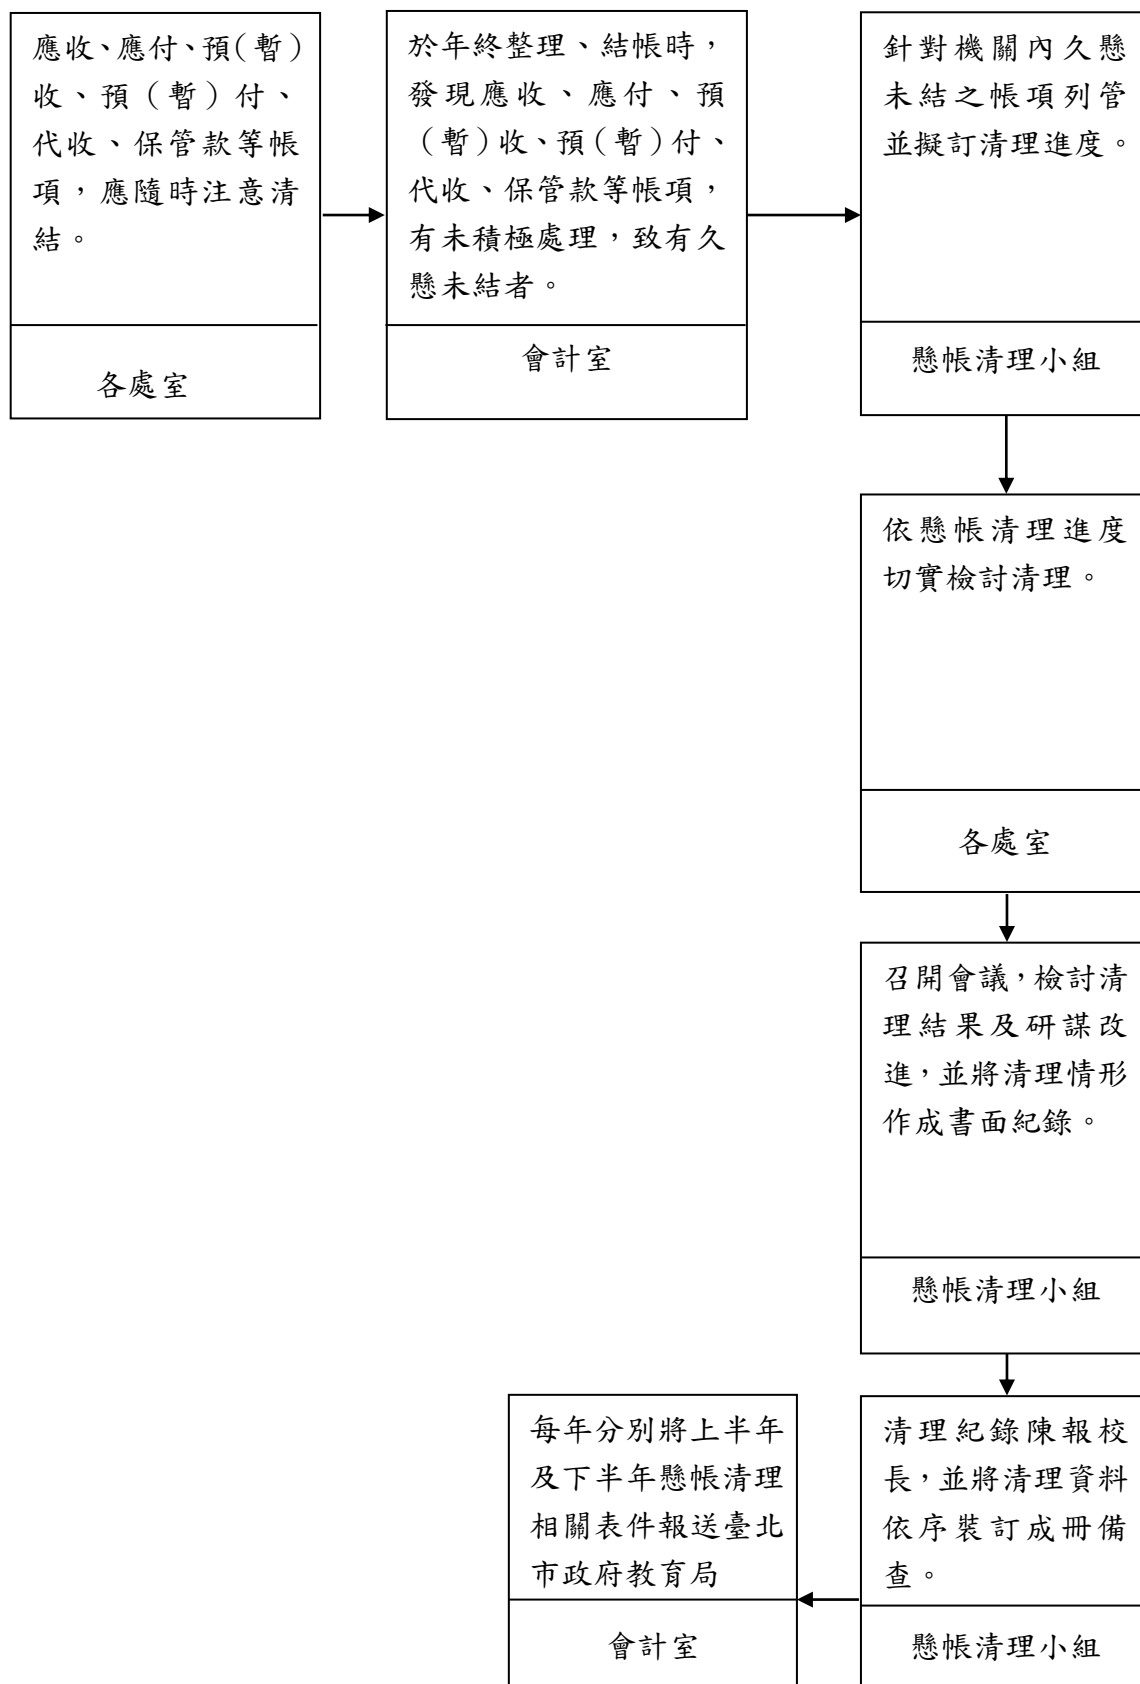 應收、應付、預(暫)
收、預(暫)付、
代收、保管款等帳
項，應隨時注意清
結。
各處室
於年終整理、結帳時，
發現應收、應付、預
(暫)收、預(暫)付、
代收、保管款等帳項，
有未積極處理，致有久
懸未結者。
會計室
針對機關內久懸
未結之帳項列管
並擬訂清理進度。
懸帳清理小組
依懸帳清理進度
切實檢討清理。
各處室
召開會議，檢討清
理結果及研謀改
進，並將清理情形
作成書面紀錄。
懸帳清理小組
清理紀錄陳報校
長，並將清理資料
依序裝訂成冊備
查。
懸帳清理小組
每年分別將上半年
及下半年懸帳清理
相關表件報送臺北
市政府教育局
會計室